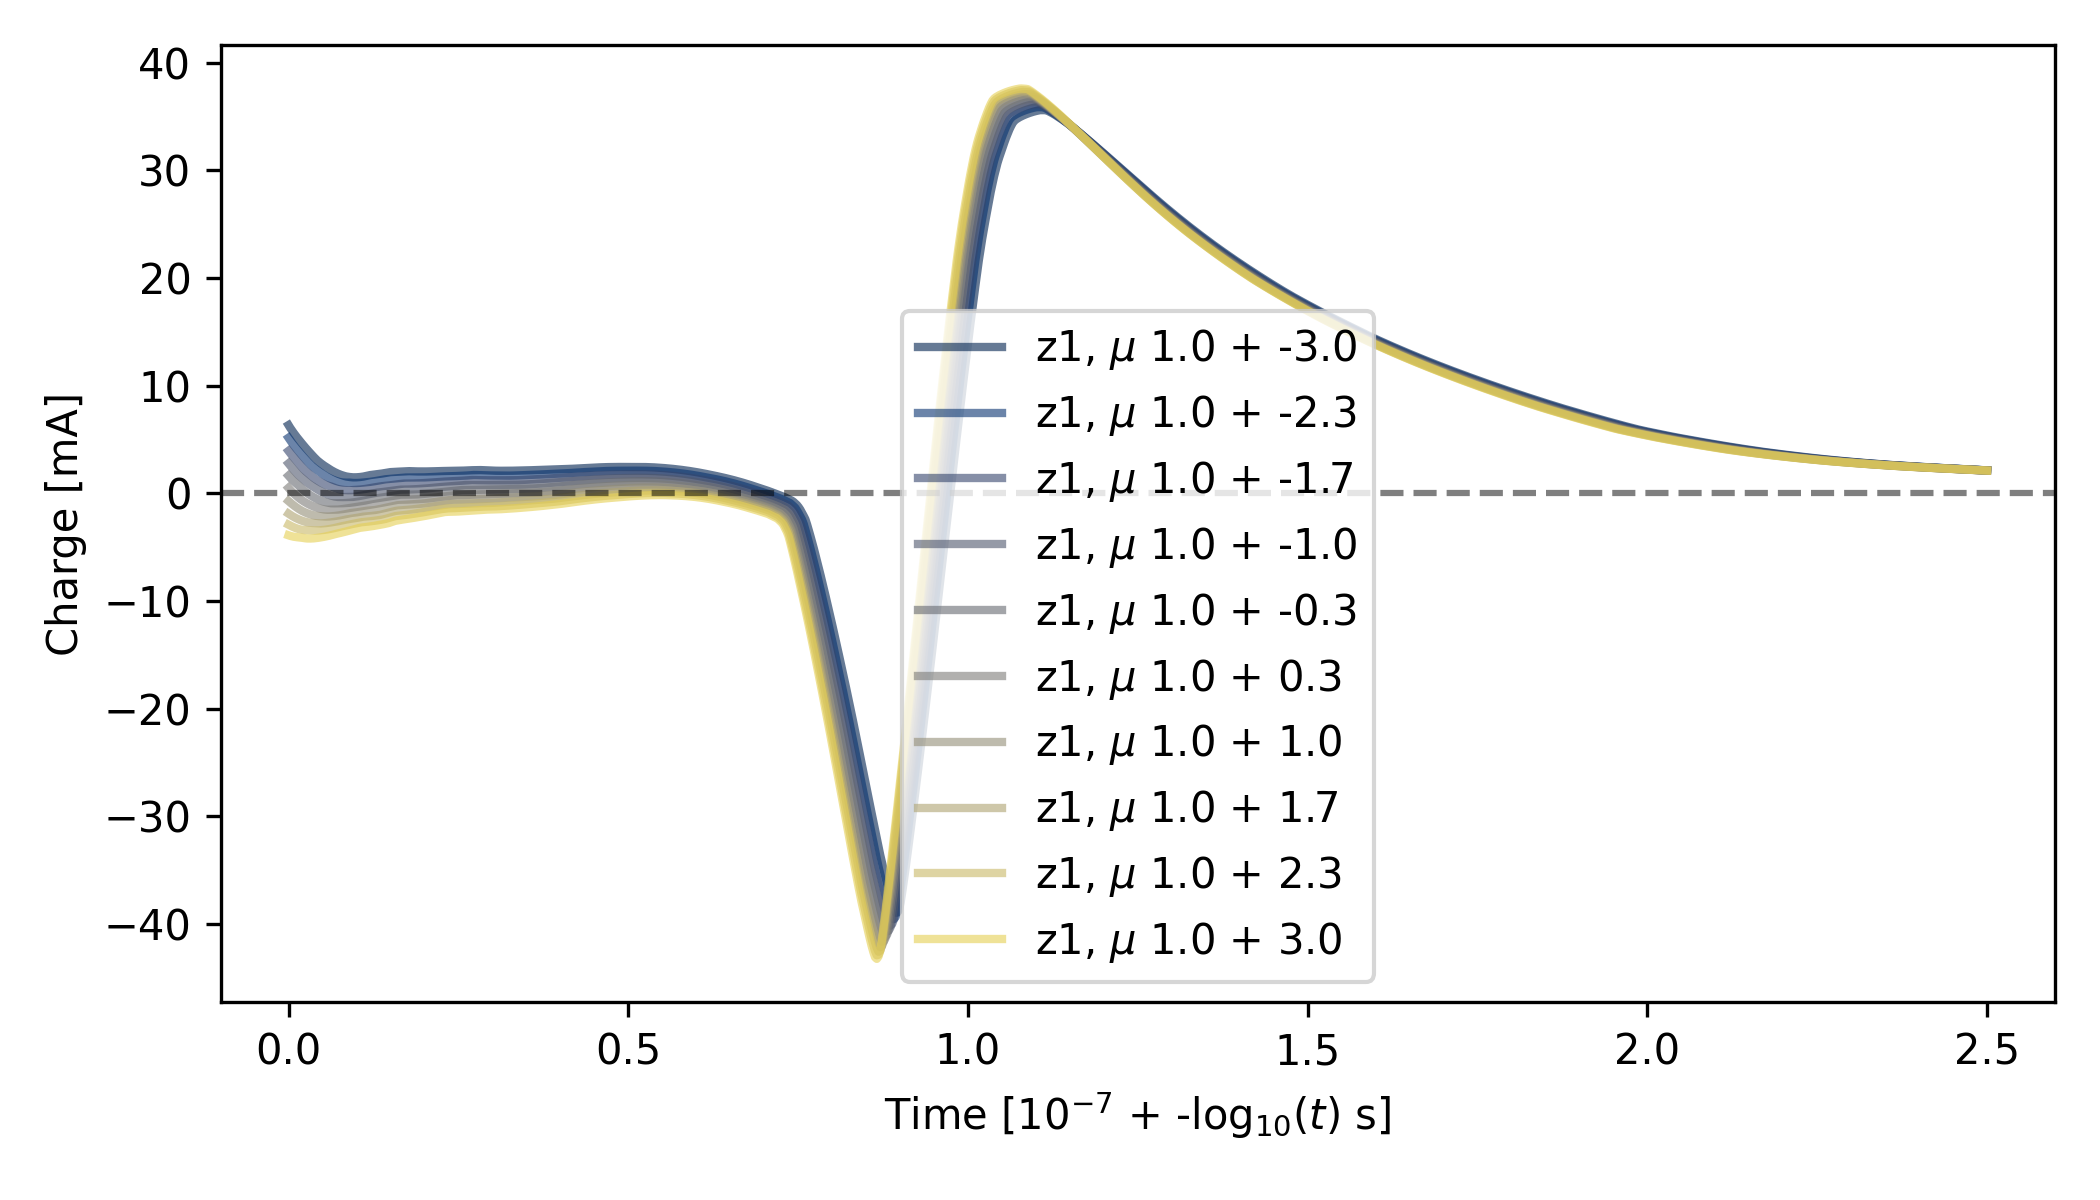 40
30
20
10
0
−10
−20
−30
−40
Charge [mA]
z1, μ 1.0 + -3.0
z1, μ 1.0 + -2.3
z1, μ 1.0 + -1.7
z1, μ 1.0 + -1.0
z1, μ 1.0 + -0.3
z1, μ 1.0 + 0.3
z1, μ 1.0 + 1.0
z1, μ 1.0 + 1.7
z1, μ 1.0 + 2.3
z1, μ 1.0 + 3.0
0.0 0.5 1.0 1.5 2.0 2.5
Time [10⁻⁷ + -log₁₀(t) s]